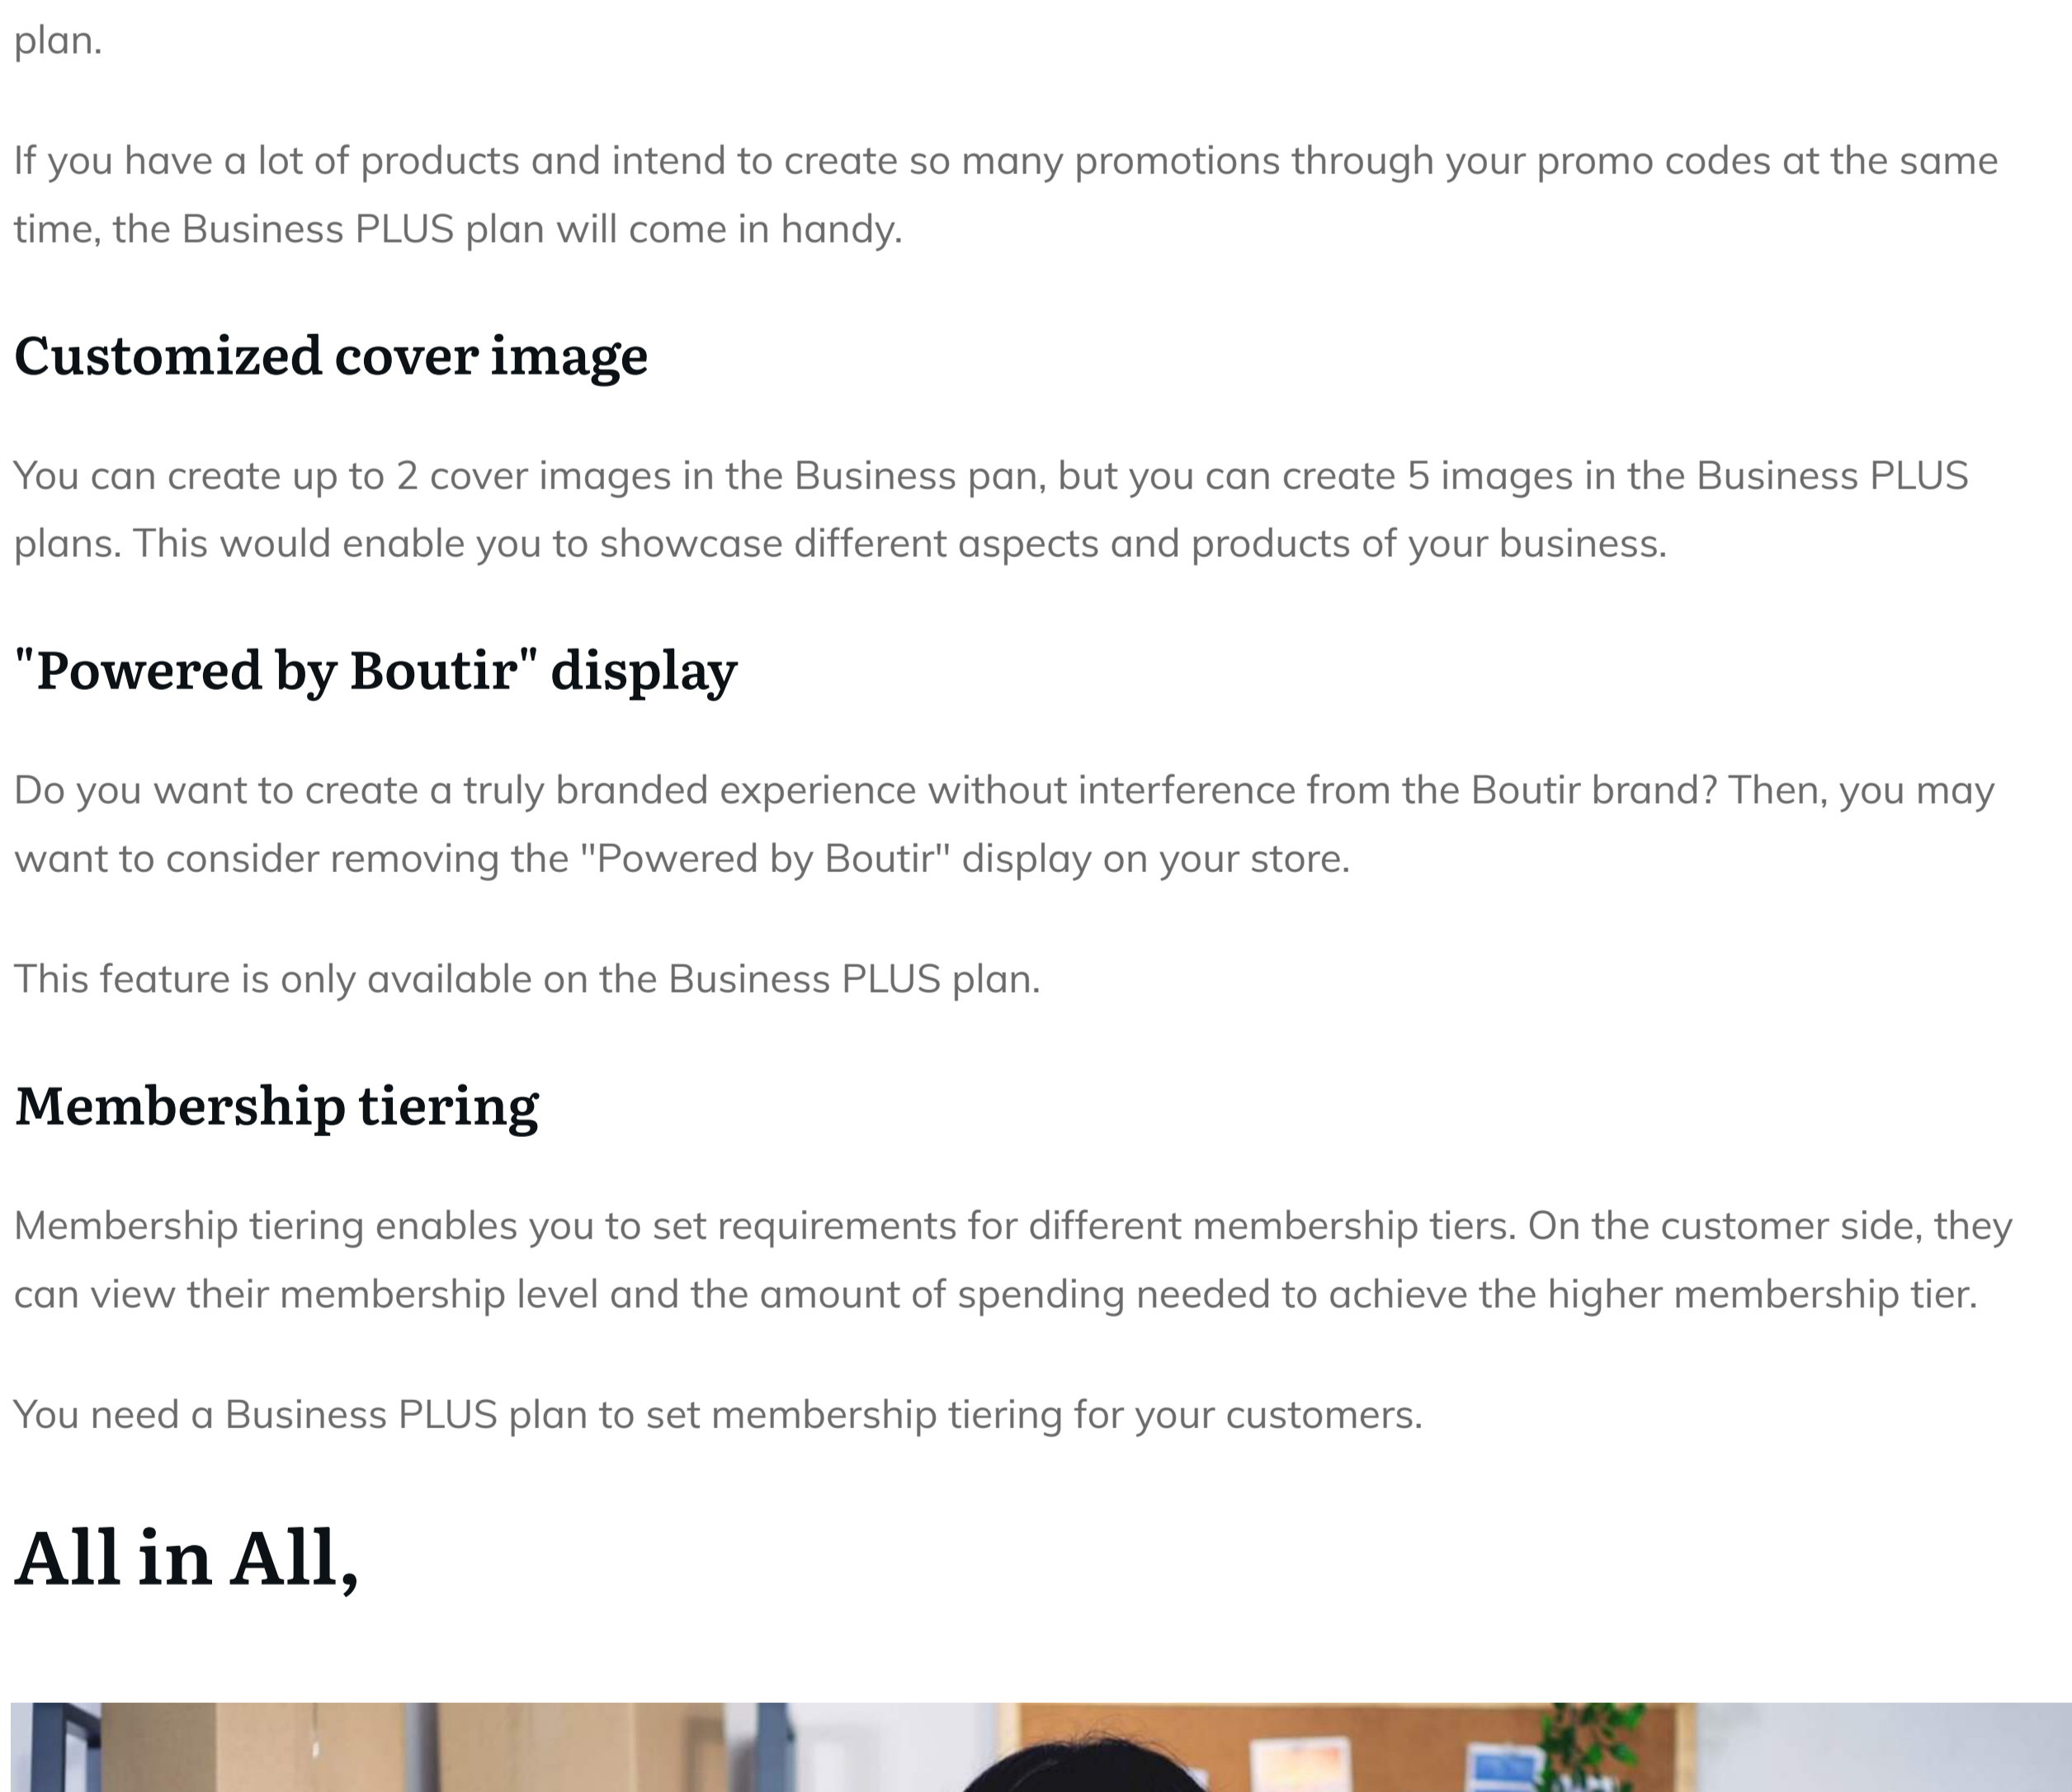 plan.
If you have a lot of products and intend to create so many promotions through your promo codes at the same
time, the Business PLUS plan will come in handy.
Customized cover image
You can create up to 2 cover images in the Business pan, but you can create 5 images in the Business PLUS
plans. This would enable you to showcase different aspects and products of your business.
"Powered by Boutir" display
Do you want to create a truly branded experience without interference from the Boutir brand? Then, you may
want to consider removing the "Powered by Boutir" display on your store.
This feature is only available on the Business PLUS plan.
Membership tiering
Membership tiering enables you to set requirements for different membership tiers. On the customer side, they
can view their membership level and the amount of spending needed to achieve the higher membership tier.
You need a Business PLUS plan to set membership tiering for your customers.
All in All,